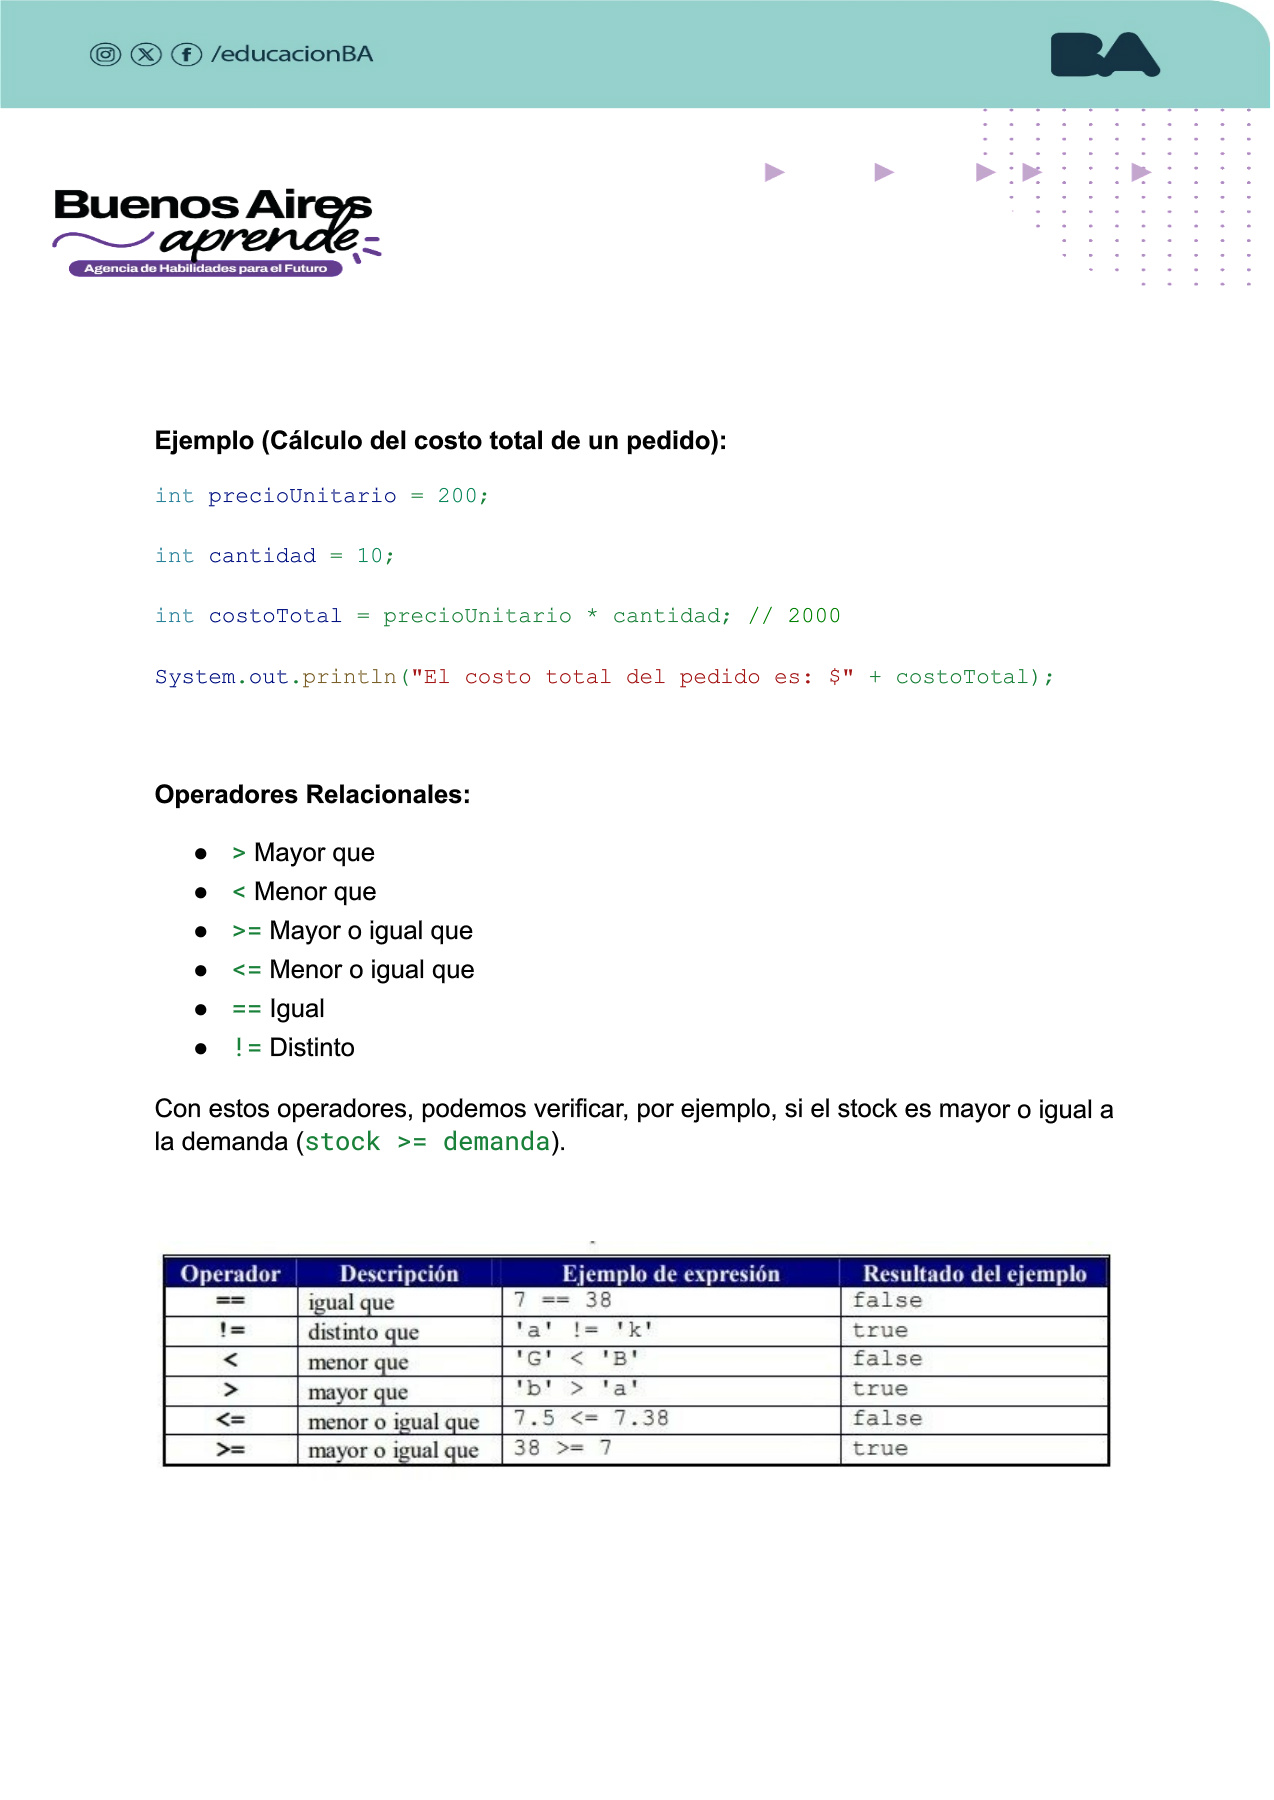 /educacionBA
BA
Buenos Aires
aprende
Agencia de Habilidades para el Futuro
Ejemplo (Cálculo del costo total de un pedido):
int precioUnitario = 200;
int cantidad = 10;
int costoTotal = precioUnitario * cantidad; // 2000
System.out.println("El costo total del pedido es: $" + costoTotal);
Operadores Relacionales:
● > Mayor que
● < Menor que
● >= Mayor o igual que
● <= Menor o igual que
● == Igual
● != Distinto
Con estos operadores, podemos verificar, por ejemplo, si el stock es mayor o igual a
la demanda (stock >= demanda).
Operador Descripción Ejemplo de expresión Resultado del ejemplo
== igual que 7 == 38 false
!= distinto que 'a' != 'k' true
< menor que 'G' < 'B' false
> mayor que 'b' > 'a' true
<= menor o igual que 7.5 <= 7.38 false
>= mayor o igual que 38 >= 7 true